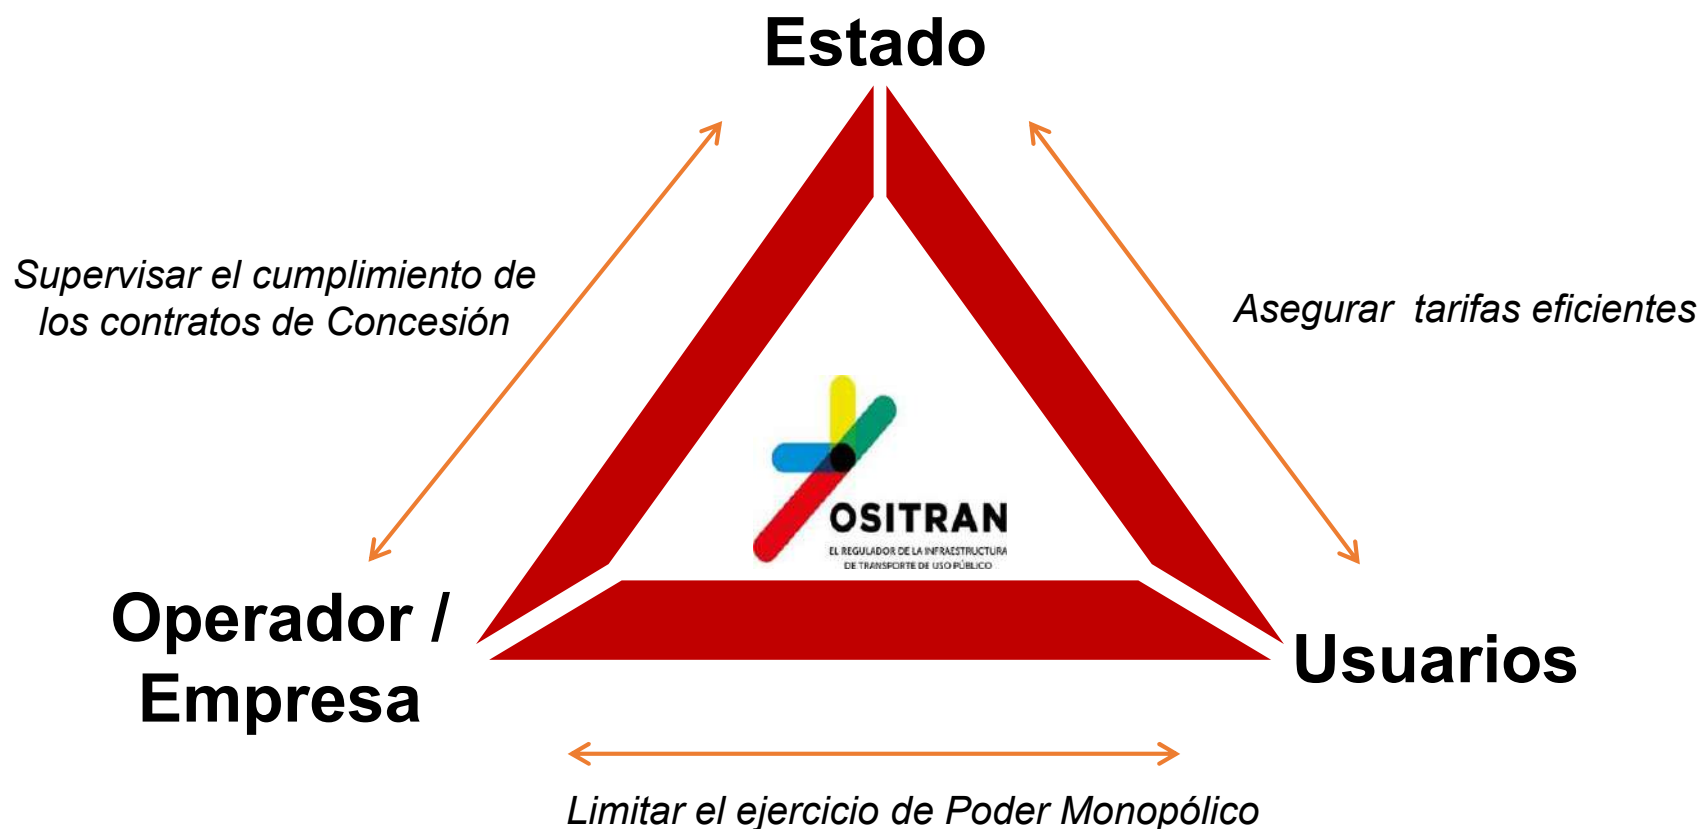 Estado
Supervisar el cumplimiento de
los contratos de Concesión
Asegurar  tarifas eficientes
OSITRAN
EL REGULADOR DE LA INFRAESTRUCTURA
DE TRANSPORTE DE USO PÚBLICO
Operador /
Empresa
Usuarios
Limitar el ejercicio de Poder Monopólico